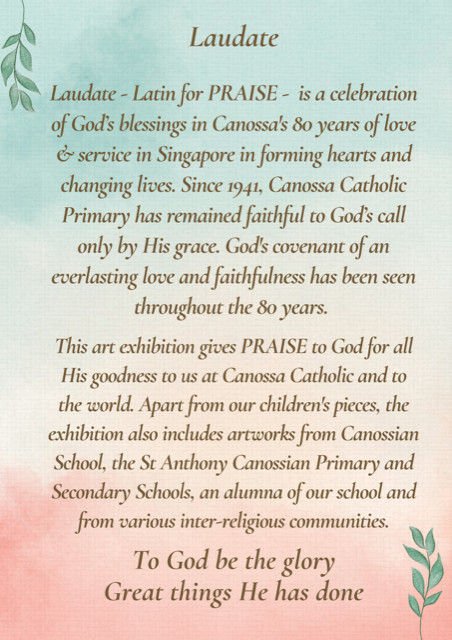 Laudate
Laudate - Latin for PRAISE - is a celebration
of God's blessings in Canossa's 80 years of love
& service in Singapore in forming hearts and
changing lives. Since 1941, Canossa Catholic
Primary has remained faithful to God's call
only by His grace. God's covenant of an
everlasting love and faithfulness has been seen
throughout the 80 years.
This art exhibition gives PRAISE to God for all
His goodness to us at Canossa Catholic and to
the world. Apart from our children's pieces, the
exhibition also includes artworks from Canossian
School, the St Anthony Canossian Primary and
Secondary Schools, an alumna of our school and
from various inter-religious communities.
To God be the glory
Great things He has done